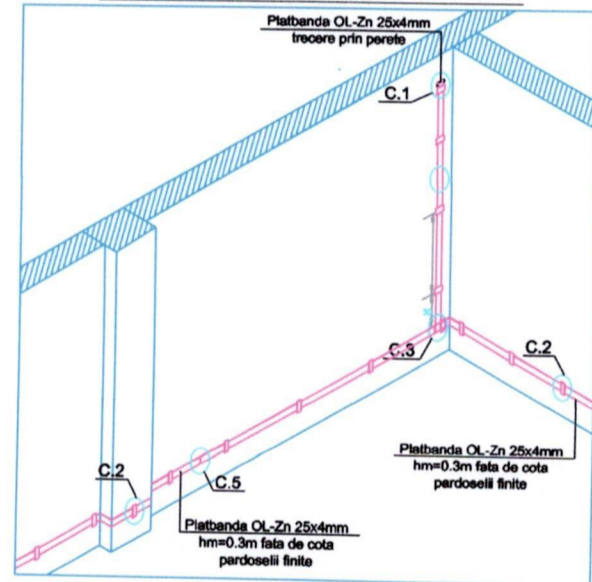 Platbanda OL-Zn 25x4mm
trecere prin perete
C.1
C.3
C.2
Platbanda OL-Zn 25x4mm
hm=0.3m fata de cota
pardoselii finite
C.2
C.5
Platbanda OL-Zn 25x4mm
hm=0.3m fata de cota
pardoselii finite